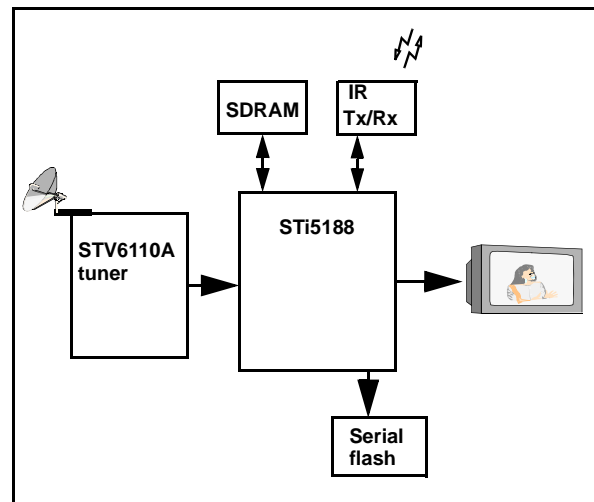 IR
Tx/Rx
SDRAM
STi5188
STV6110A
tuner
Serial
flash